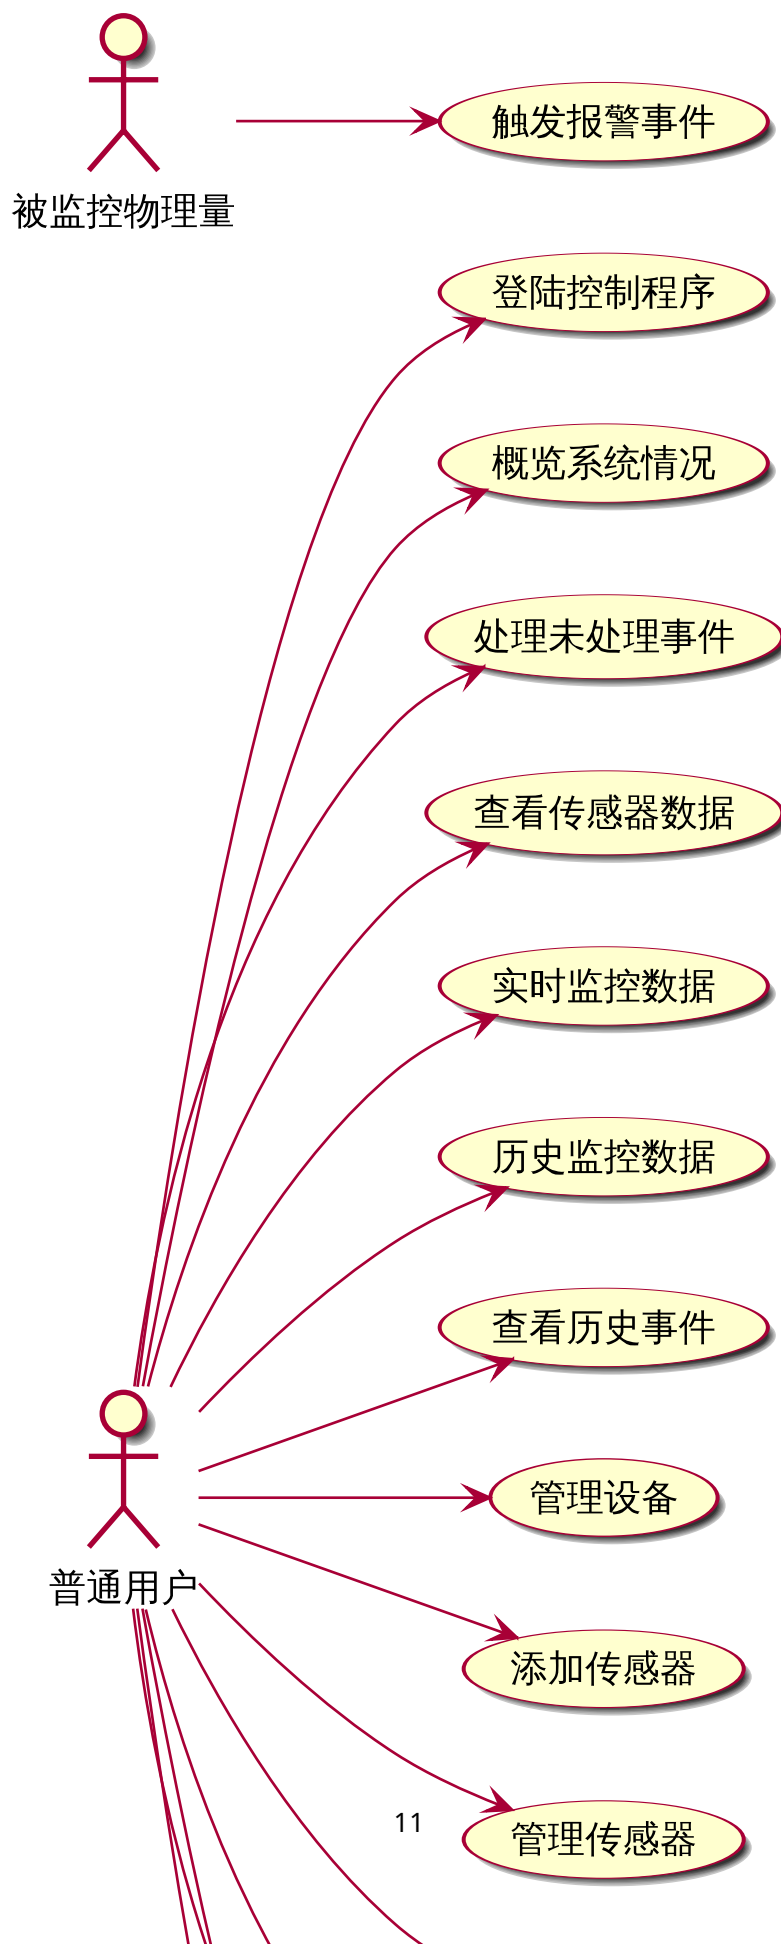 触发报警事件
被监控物理量
登陆控制程序
概览系统情况
处理未处理事件
查看传感器数据
实时监控数据
历史监控数据
查看历史事件
管理设备
普通用户
添加传感器
11
管理传感器